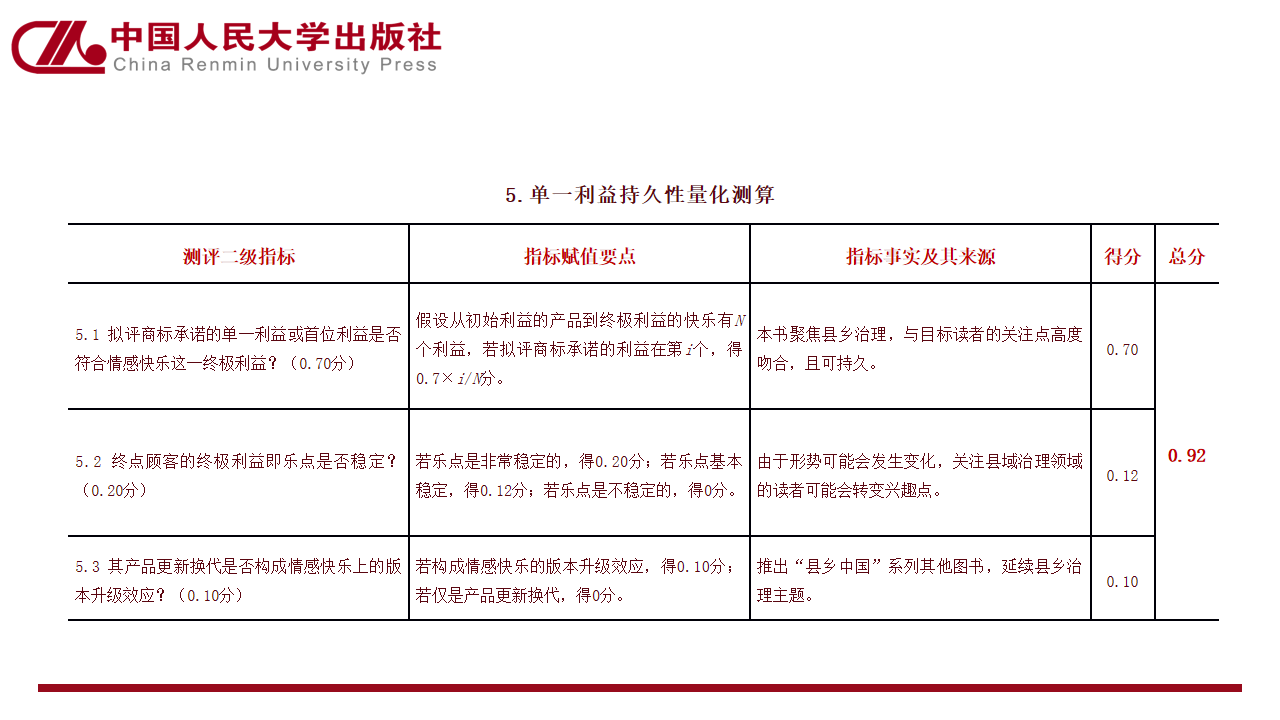 中国人民大学出版社
China Renmin University Press
5.单一利益持久性量化测算
测评二级指标
指标赋值要点
指标事实及其来源
得分
总分
5.1 拟评商标承诺的单一利益或首位利益是否
符合情感快乐这一终极利益？（0.70分）
假设从初始利益的产品到终极利益的快乐有N
个利益，若拟评商标承诺的利益在第i个，得
0.7×i/N分。
本书聚焦县乡治理，与目标读者的关注点高度
吻合，且可持久。
0.70
0.92
5.2 终点顾客的终极利益即乐点是否稳定？
（0.20分）
若乐点是非常稳定的，得0.20分；若乐点基本
稳定，得0.12分；若乐点是不稳定的，得0分。
由于形势可能会发生变化，关注县域治理领域
的读者可能会转变兴趣点。
0.12
5.3 其产品更新换代是否构成情感快乐上的版
本升级效应？（0.10分）
若构成情感快乐的版本升级效应，得0.10分；
若仅是产品更新换代，得0分。
推出“县乡中国”系列其他图书，延续县乡治
理主题。
0.10